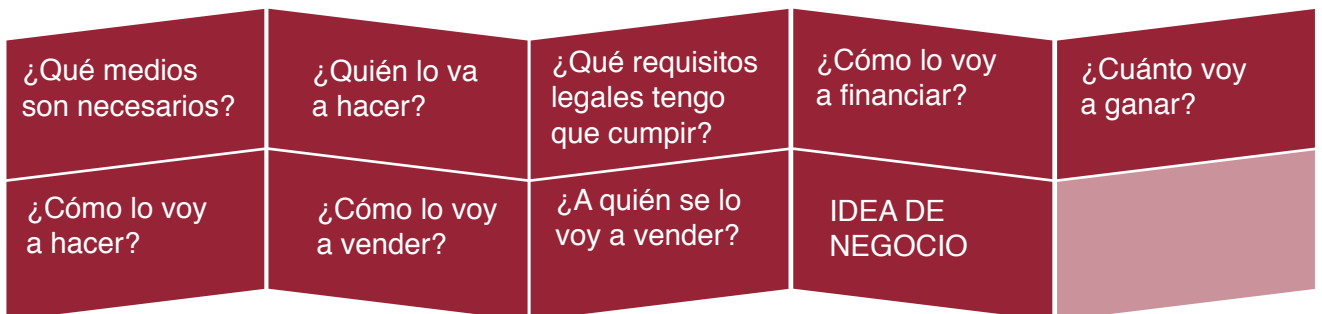 ¿Qué medios
son necesarios?
¿Quién lo va
a hacer?
¿Qué requisitos
legales tengo
que cumpir?
¿Cómo lo voy
a financiar?
¿Cuánto voy
a ganar?
¿Cómo lo voy
a hacer?
¿Cómo lo voy
a vender?
¿A quién se lo
voy a vender?
IDEA DE
NEGOCIO